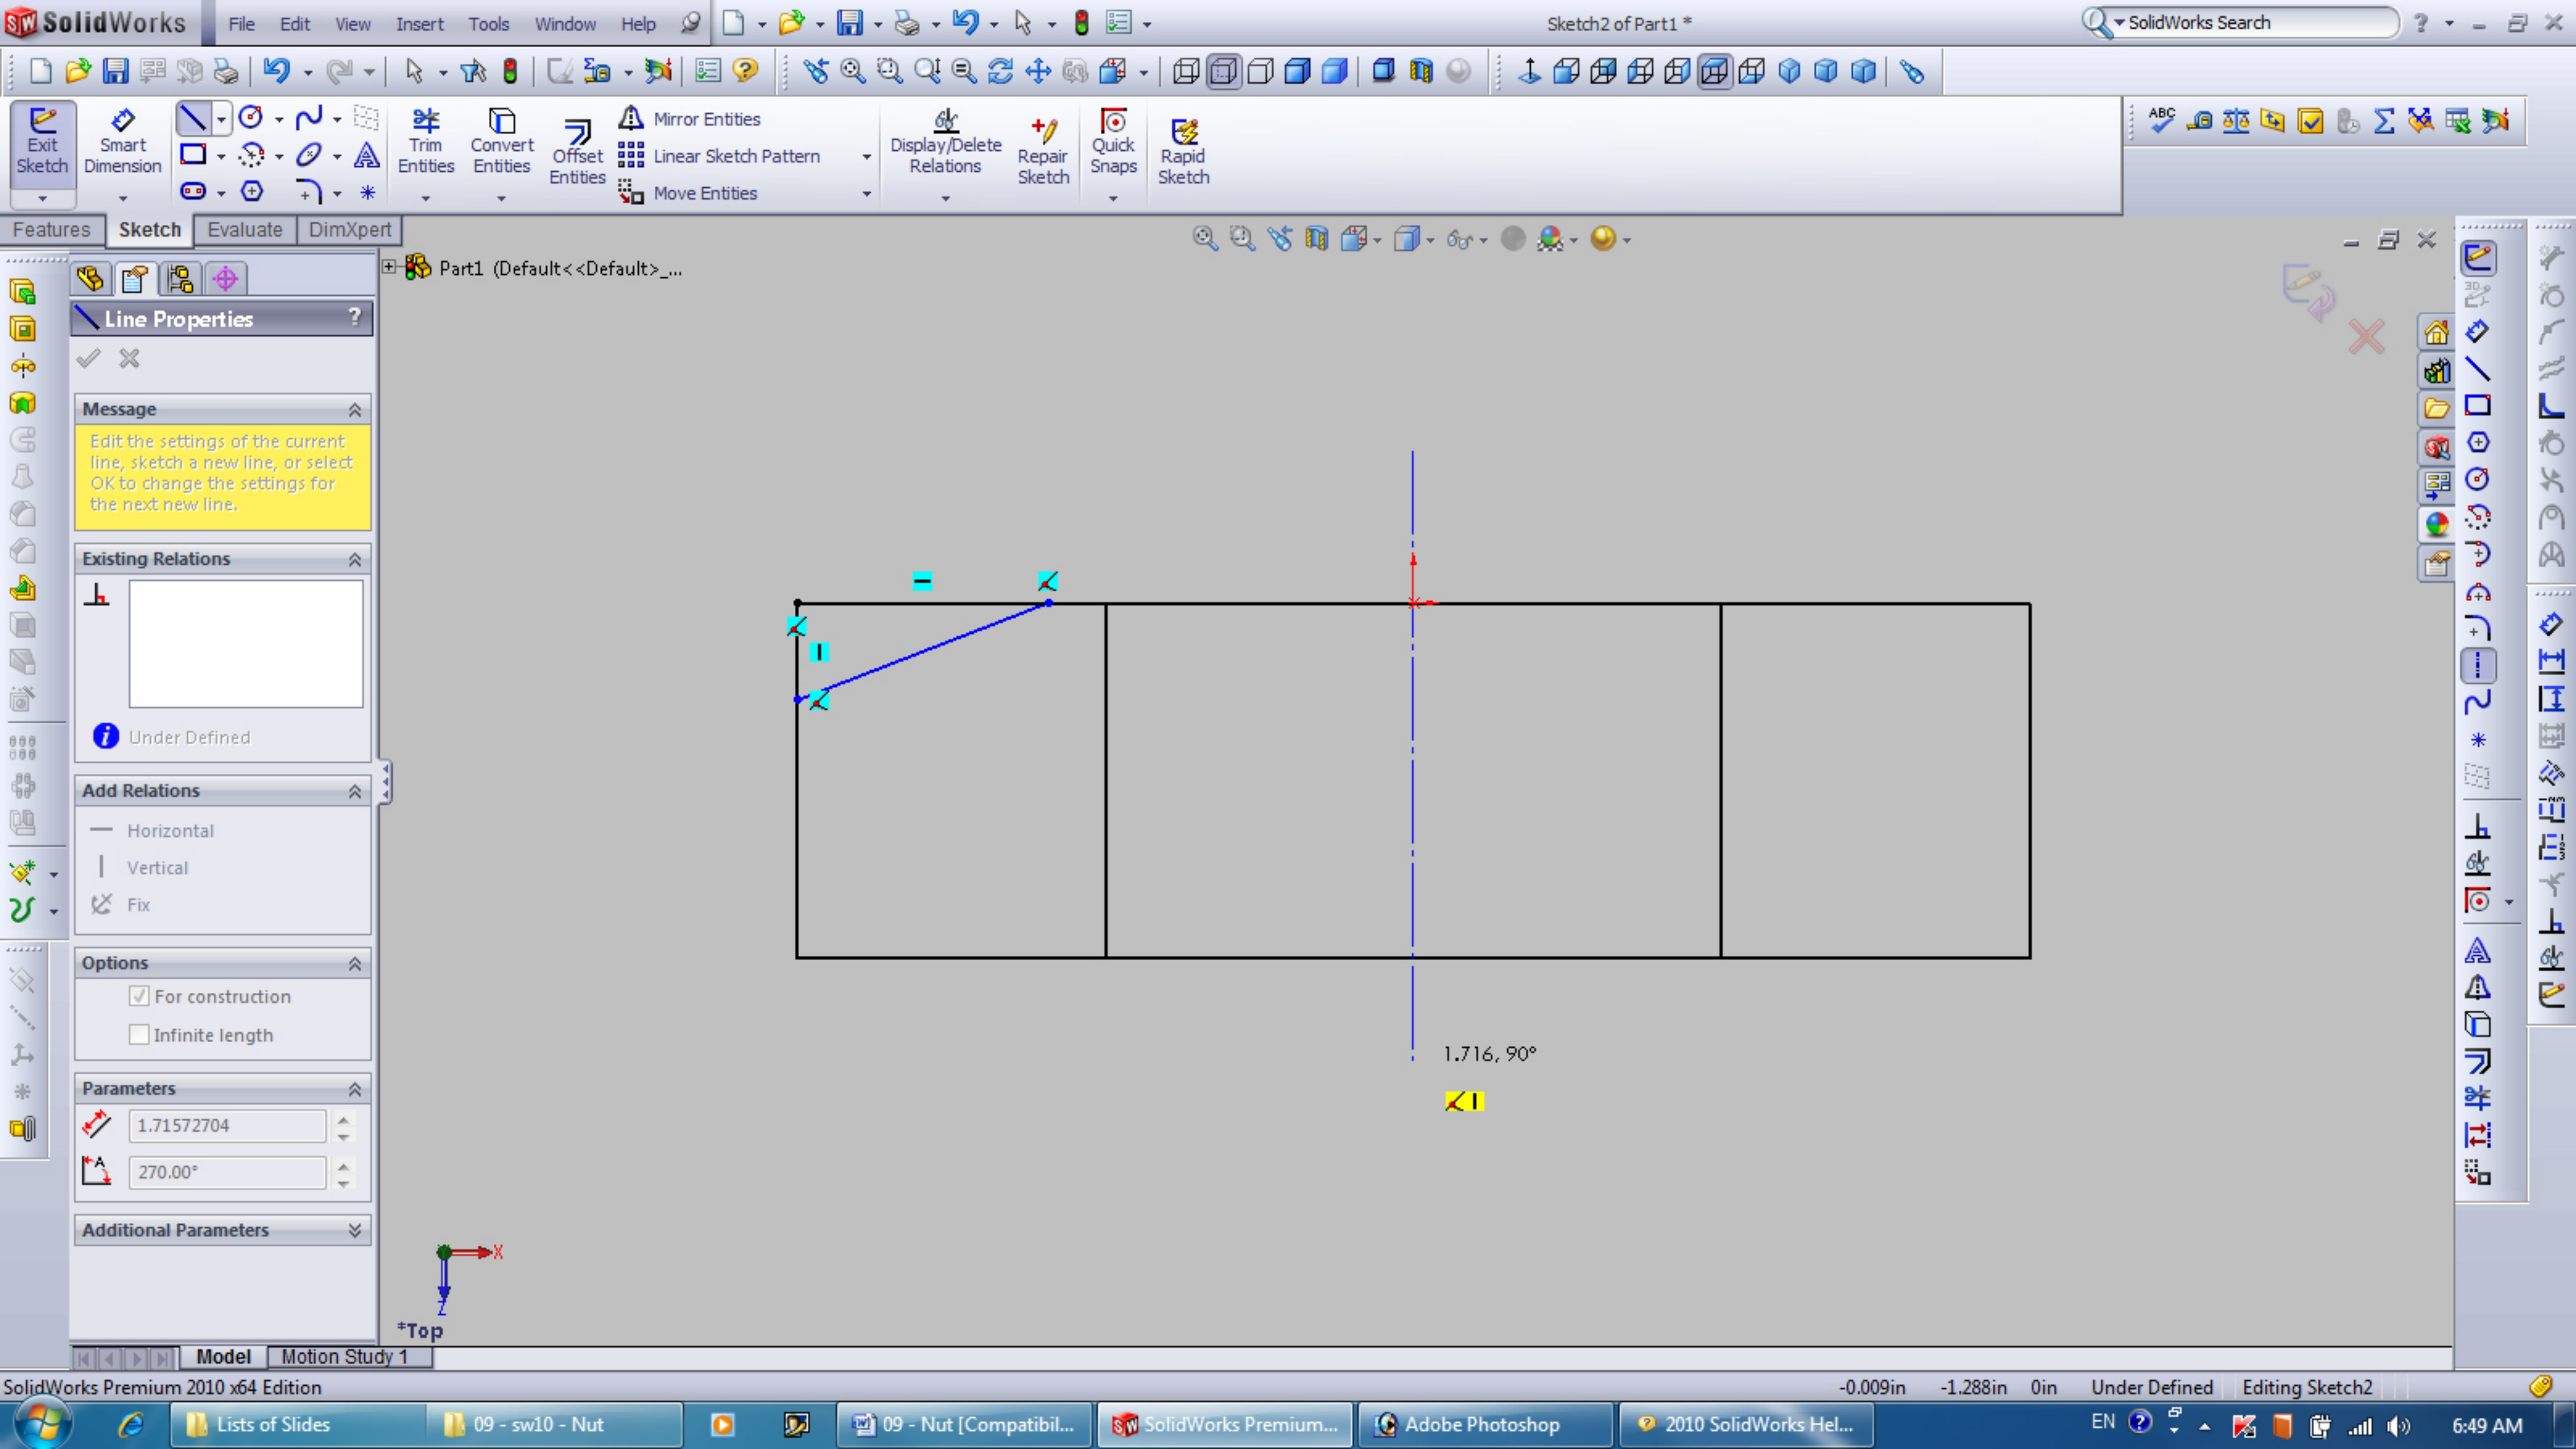 SolidWorks File Edit View Insert Tools Window Help Sketch2 of Part1 * SolidWorks Search ?
Exit Sketch
Smart Dimension
Trim Entities
Convert Entities
Offset Entities
Mirror Entities
Linear Sketch Pattern
Move Entities
Display/Delete Relations
Repair Sketch
Quick Snaps
Rapid Sketch
ABC
Features Sketch Evaluate DimXpert
Part1 (Default<<Default>_...
Line Properties ?
3D
Message
Edit the settings of the current
line, sketch a new line, or select
OK to change the settings for
the next new line.
Existing Relations
Under Defined
Add Relations
Horizontal
Vertical
Fix
Options
For construction
Infinite length
1.716, 90°
Parameters
1.71572704
270.00°
Additional Parameters
X
Z
*Top
Model Motion Study 1
SolidWorks Premium 2010 x64 Edition -0.009in -1.288in 0in Under Defined Editing Sketch2
Lists of Slides 09 - sw10 - Nut 09 - Nut [Compatibil... SolidWorks Premium... Adobe Photoshop 2010 SolidWorks Hel... EN 6:49 AM